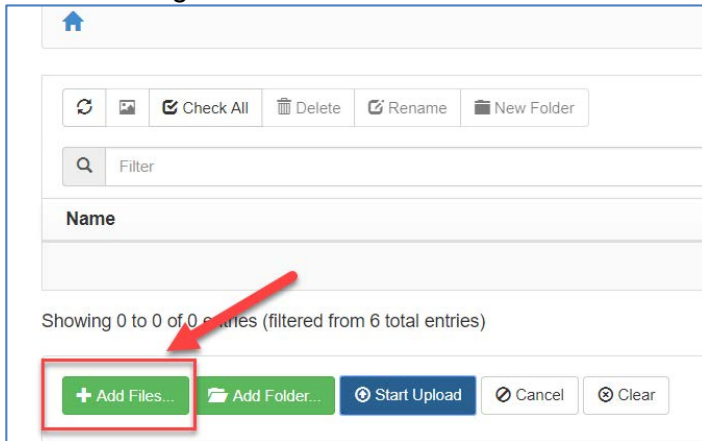 Check All Delete Rename New Folder
Filter
Name
Showing 0 to 0 of 0 entries (filtered from 6 total entries)
Add Files... Add Folder... Start Upload Cancel Clear